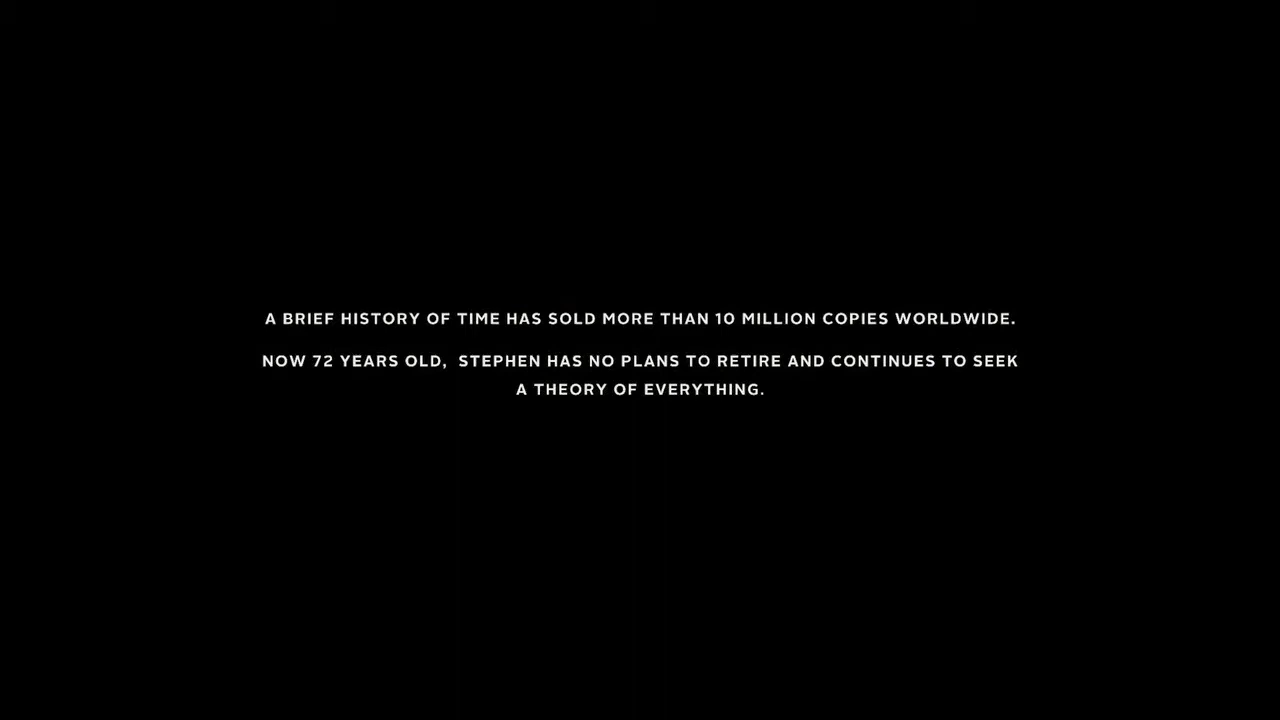 A BRIEF HISTORY OF TIME HAS SOLD MORE THAN 10 MILLION COPIES WORLDWIDE.
NOW 72 YEARS OLD,  STEPHEN HAS NO PLANS TO RETIRE AND CONTINUES TO SEEK
A THEORY OF EVERYTHING.